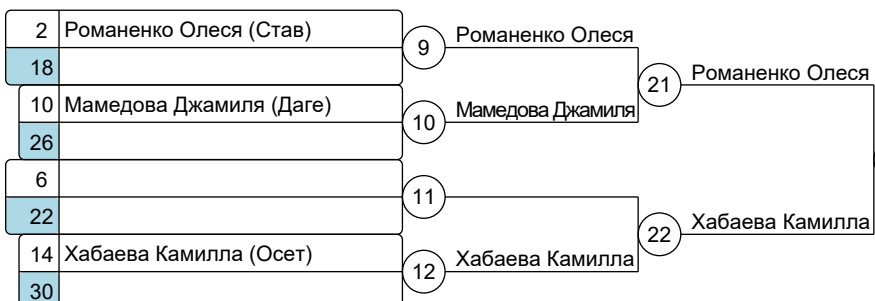 2 Романенко Олеся (Став)
18
9 Романенко Олеся
10 Мамедова Джамиля (Даге)
26
10 Мамедова Джамиля
21 Романенко Олеся
6
22
11
14 Хабаева Камилла (Осет)
30
12 Хабаева Камилла
22 Хабаева Камилла